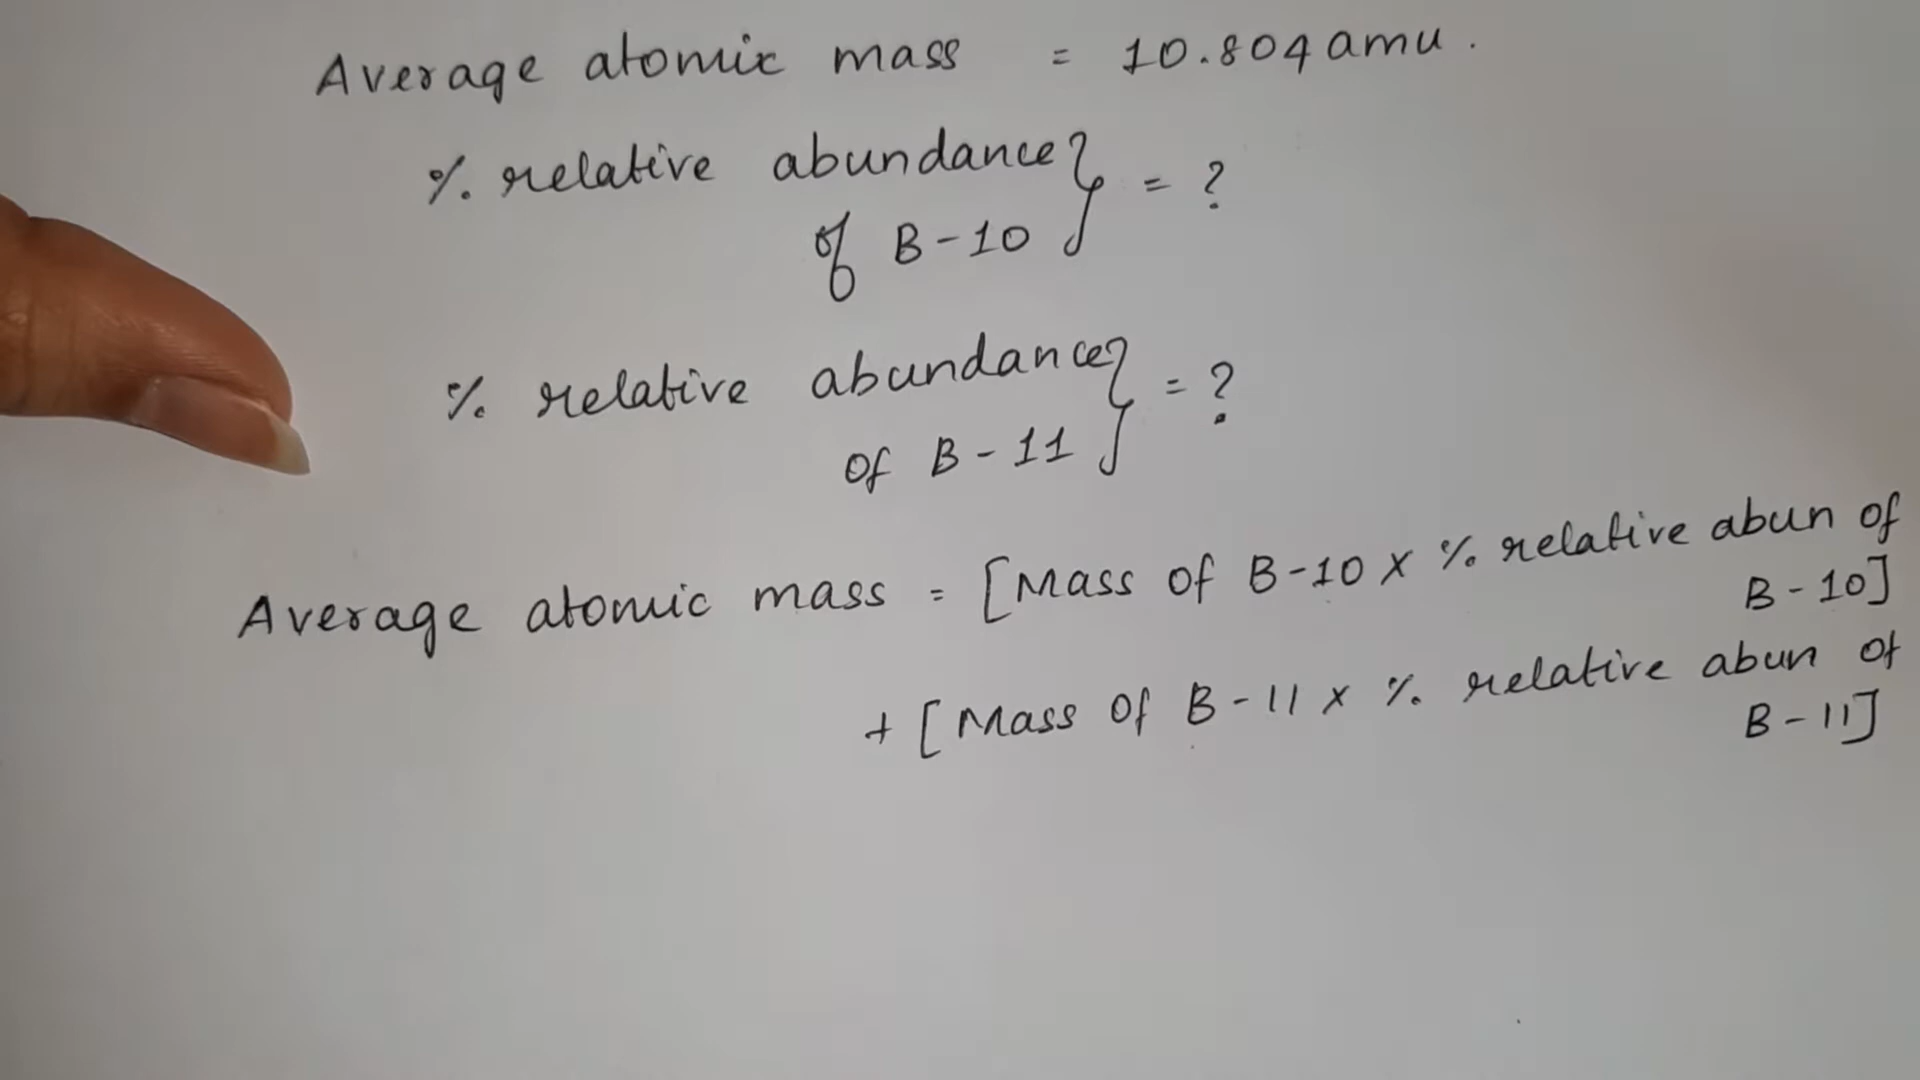 Average atomic mass = 10.804 amu.
% relative abundance } = ?
of B-10
% relative abundance } = ?
of B-11
Average atomic mass = [Mass of B-10 x % relative abun of
B-10]
+ [Mass of B-11 x % relative abun of
B-11]